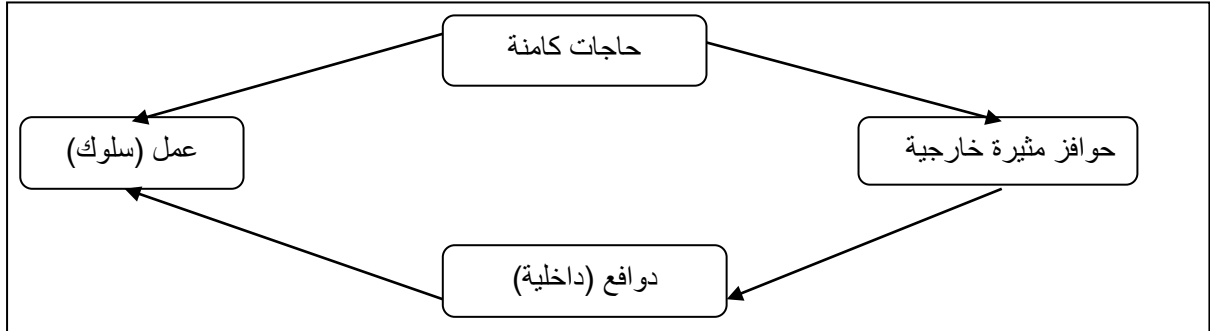 حاجات كامنة
حوافز مثيرة خارجية
عمل (سلوك)
دوافع (داخلية)